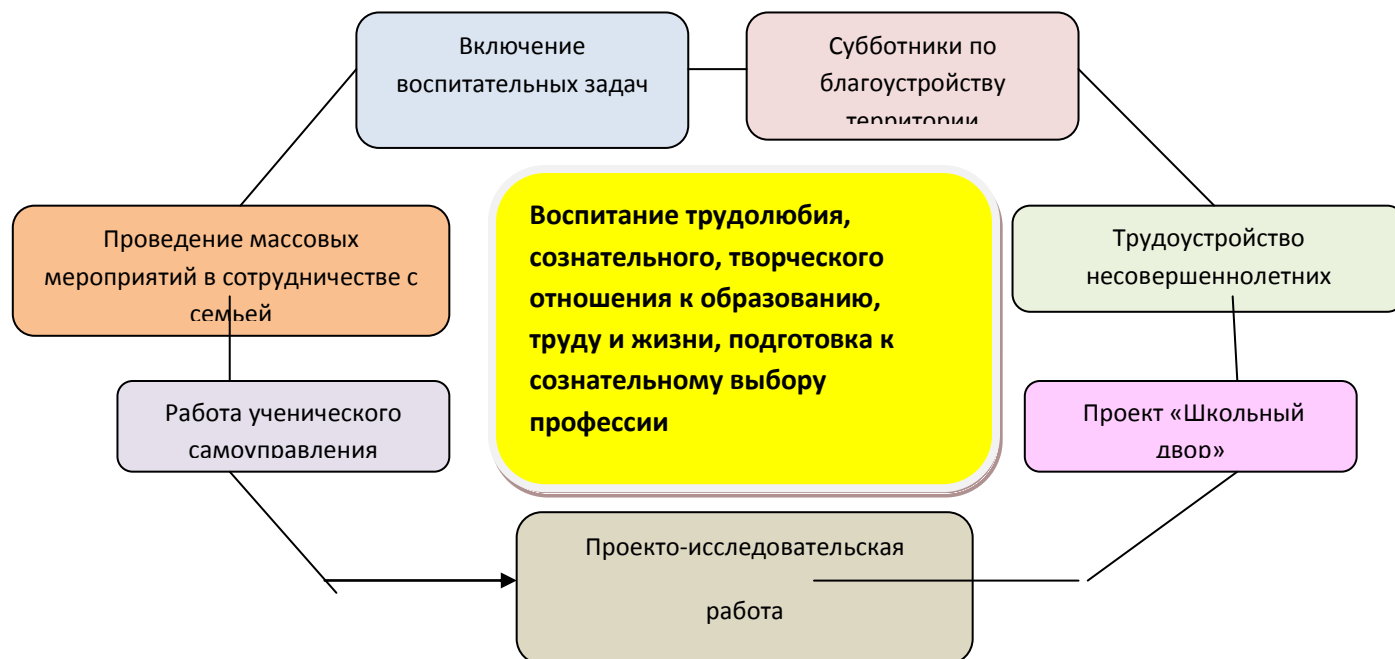 Включение
воспитательных задач
Субботники по
благоустройству
территории
Проведение массовых
мероприятий в сотрудничестве с
семьей
Воспитание трудолюбия,
сознательного, творческого
отношения к образованию,
труду и жизни, подготовка к
сознательному выбору
профессии
Трудоустройство
несовершеннолетних
Работа ученического
самоуправления
Проект «Школьный
двор»
Проекто-исследовательская
работа